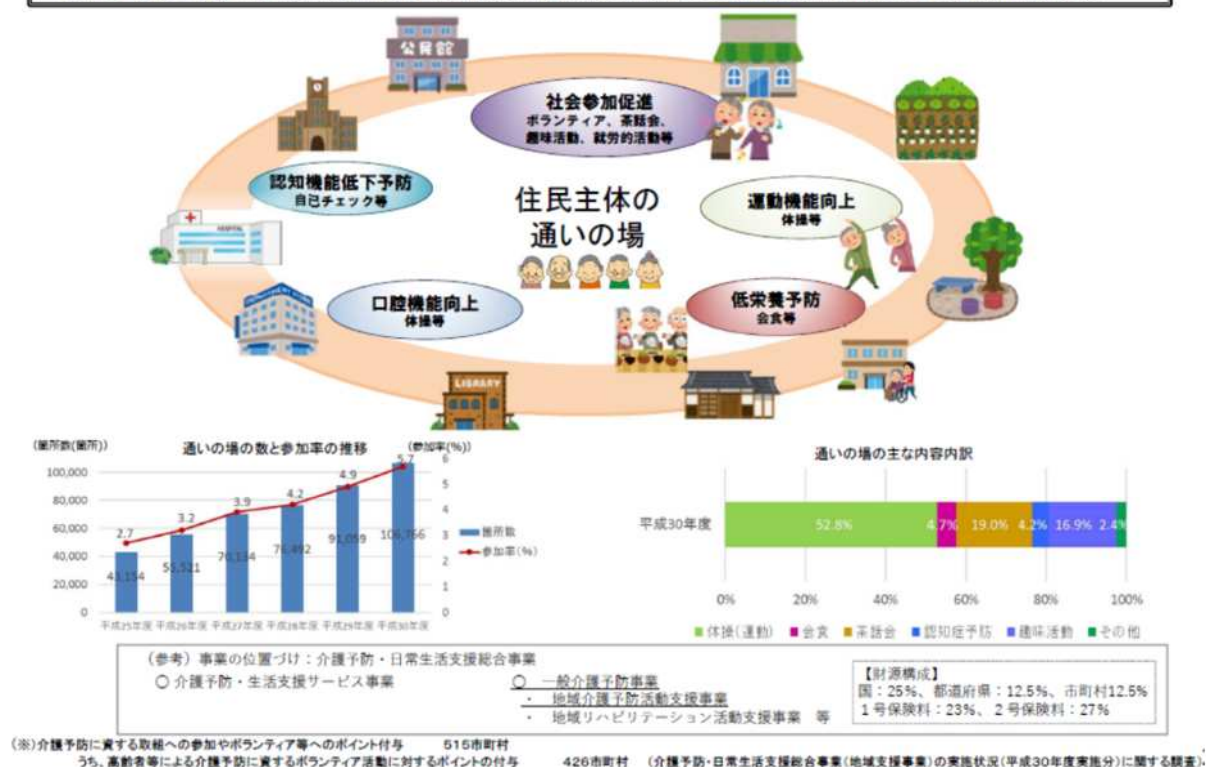 公民館
社会参加促進
ボランティア、茶話会、
趣味活動、就労的活動等
認知機能低下予防
自己チェック等
住民主体の
通いの場
運動機能向上
体操等
HOSPITAL
口腔機能向上
体操等
低栄養予防
会食等
LIBRARY
(箇所数(箇所))
通いの場の数と参加率の推移
(参加率(%))
100,000
80,000
60,000
40,000
20,000
0
6
5
4
3
2
1
0
2.7
3.2
3.9
4.2
4.9
5.7
43,154
55,521
70,134
76,492
91,059
106,766
平成25年度
平成26年度
平成27年度
平成28年度
平成29年度
平成30年度
箇所数
参加率(%)
通いの場の主な内容内訳
平成30年度
52.8% 4.7% 19.0% 4.2% 16.9% 2.4%
0% 20% 40% 60% 80% 100%
体操(運動) 会食 茶話会 認知症予防 趣味活動 その他
(参考)事業の位置づけ:介護予防・日常生活支援総合事業
○ 介護予防・生活支援サービス事業
○ 一般介護予防事業
・ 地域介護予防活動支援事業
・ 地域リハビリテーション活動支援事業 等
【財源構成】
国:25%、都道府県:12.5%、市町村12.5%
1号保険料:23%、2号保険料:27%
(※)介護予防に資する取組への参加やボランティア等へのポイント付与 515市町村
うち、高齢者等による介護予防に資するボランティア活動に対するポイントの付与 426市町村 (介護予防・日常生活支援総合事業(地域支援事業)の実施状況(平成30年度実施分)に関する調査)